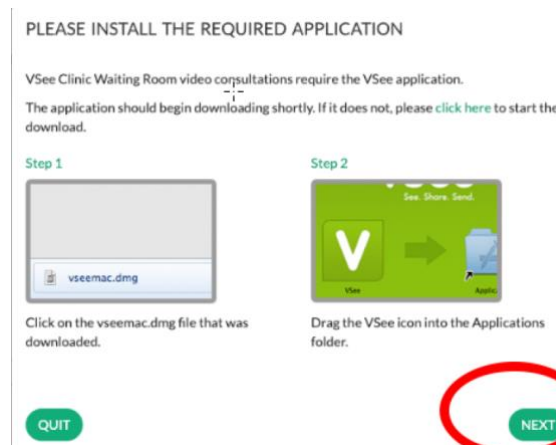 PLEASE INSTALL THE REQUIRED APPLICATION
VSee Clinic Waiting Room video consultations require the VSee application.
The application should begin downloading shortly. If it does not, please click here to start the
download.
Step 1
vseemac.dmg
Click on the vseemac.dmg file that was
downloaded.
Step 2
See. Share. Send.
V
VSee
Drag the VSee icon into the Applications
folder.
QUIT
NEXT